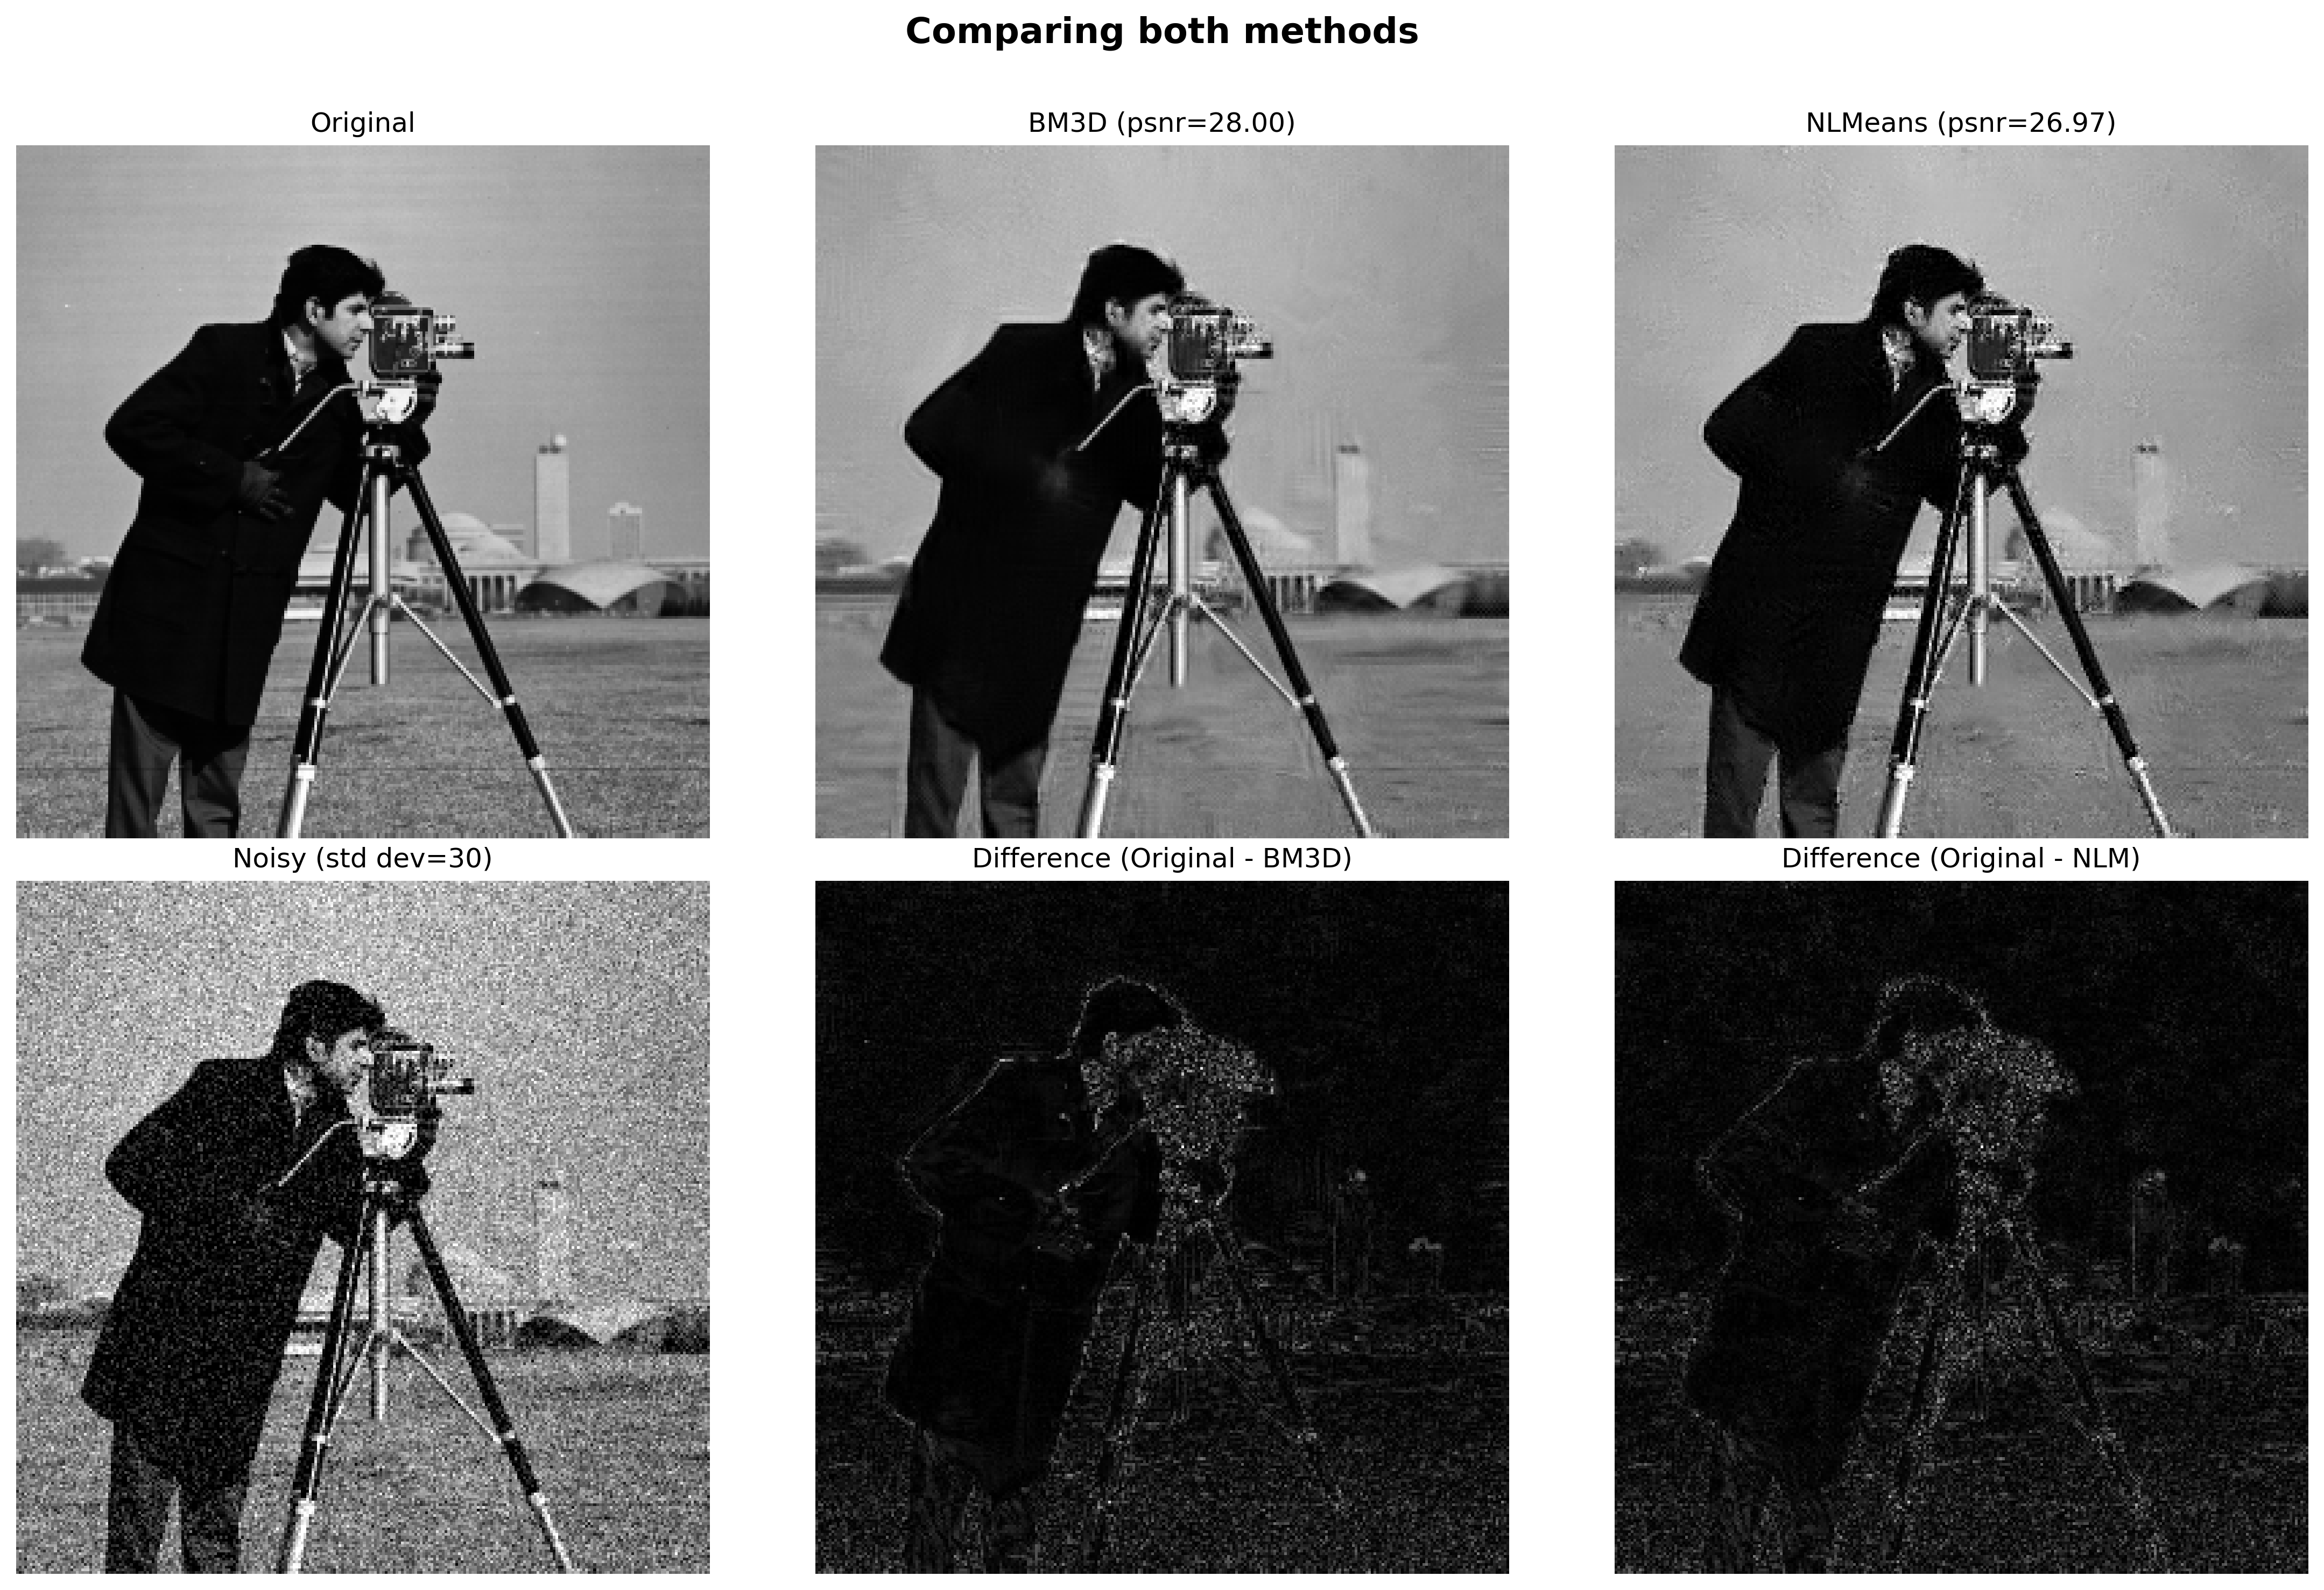 Comparing both methods
Original
BM3D (psnr=28.00)
NLMeans (psnr=26.97)
Noisy (std dev=30)
Difference (Original - BM3D)
Difference (Original - NLM)